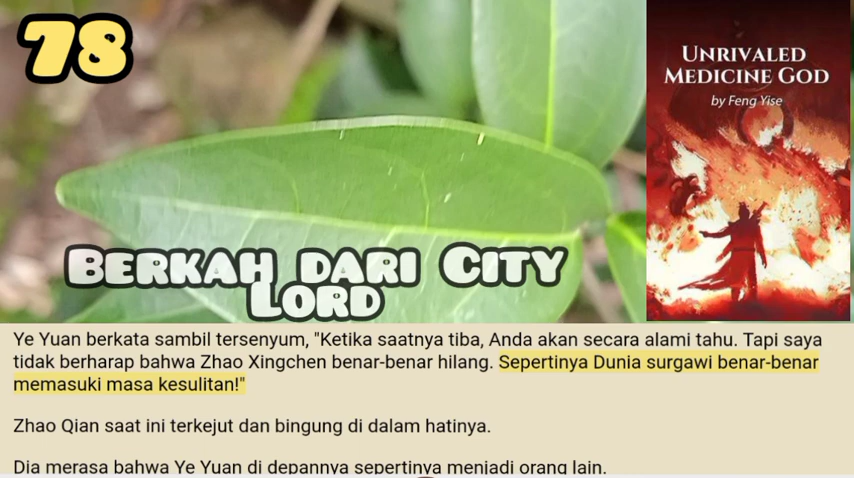 78
UNRIVALED
MEDICINE GOD
by Feng Yise
BERKAH DARI CITY
LORD
Ye Yuan berkata sambil tersenyum, "Ketika saatnya tiba, Anda akan secara alami tahu. Tapi saya
tidak berharap bahwa Zhao Xingchen benar-benar hilang. Sepertinya Dunia surgawi benar-benar
memasuki masa kesulitan!"
Zhao Qian saat ini terkejut dan bingung di dalam hatinya.
Dia merasa bahwa Ye Yuan di depannya sepertinya menjadi orang lain.